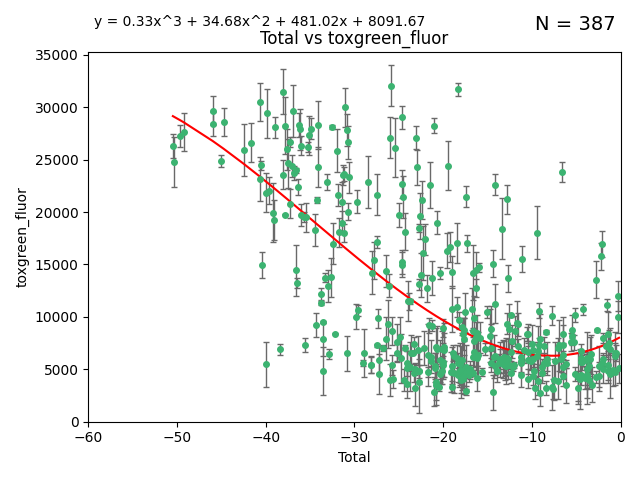 y = 0.33x^3 + 34.68x^2 + 481.02x + 8091.67
N = 387
Total vs toxgreen_fluor
35000
30000
25000
20000
15000
10000
5000
0
toxgreen_fluor
−60 −50 −40 −30 −20 −10 0
Total